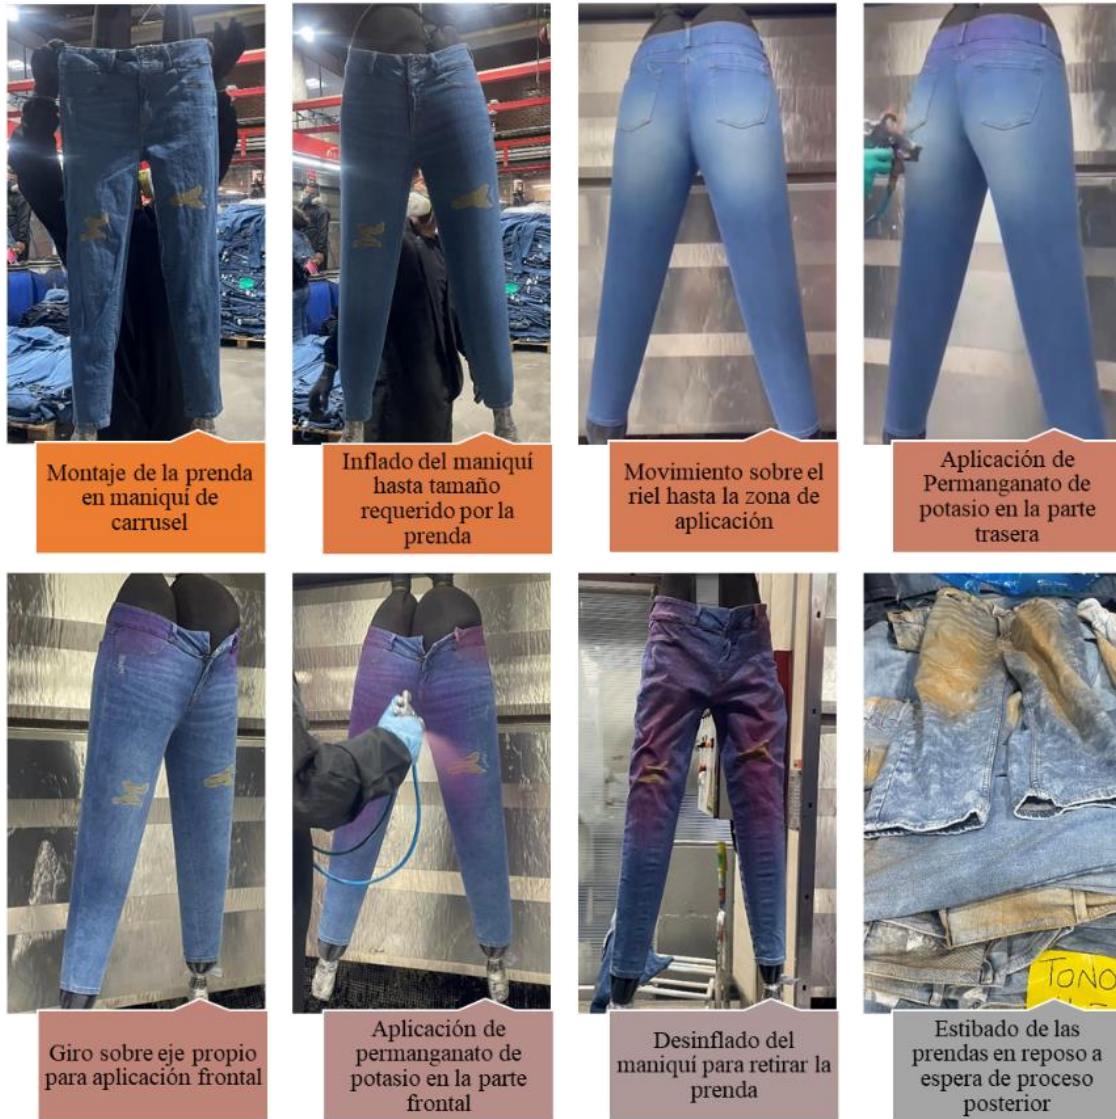 Montaje de la prenda
en maniquí de
carrusel
Inflado del maniquí
hasta tamaño
requerido por la
prenda
Movimiento sobre el
riel hasta la zona de
aplicación
Aplicación de
Permanganato de
potasio en la parte
trasera
TONO
Giro sobre eje propio
para aplicación frontal
Aplicación de
permanganato de
potasio en la parte
frontal
Desinflado del
maniquí para retirar la
prenda
Estibado de las
prendas en reposo a
espera de proceso
posterior